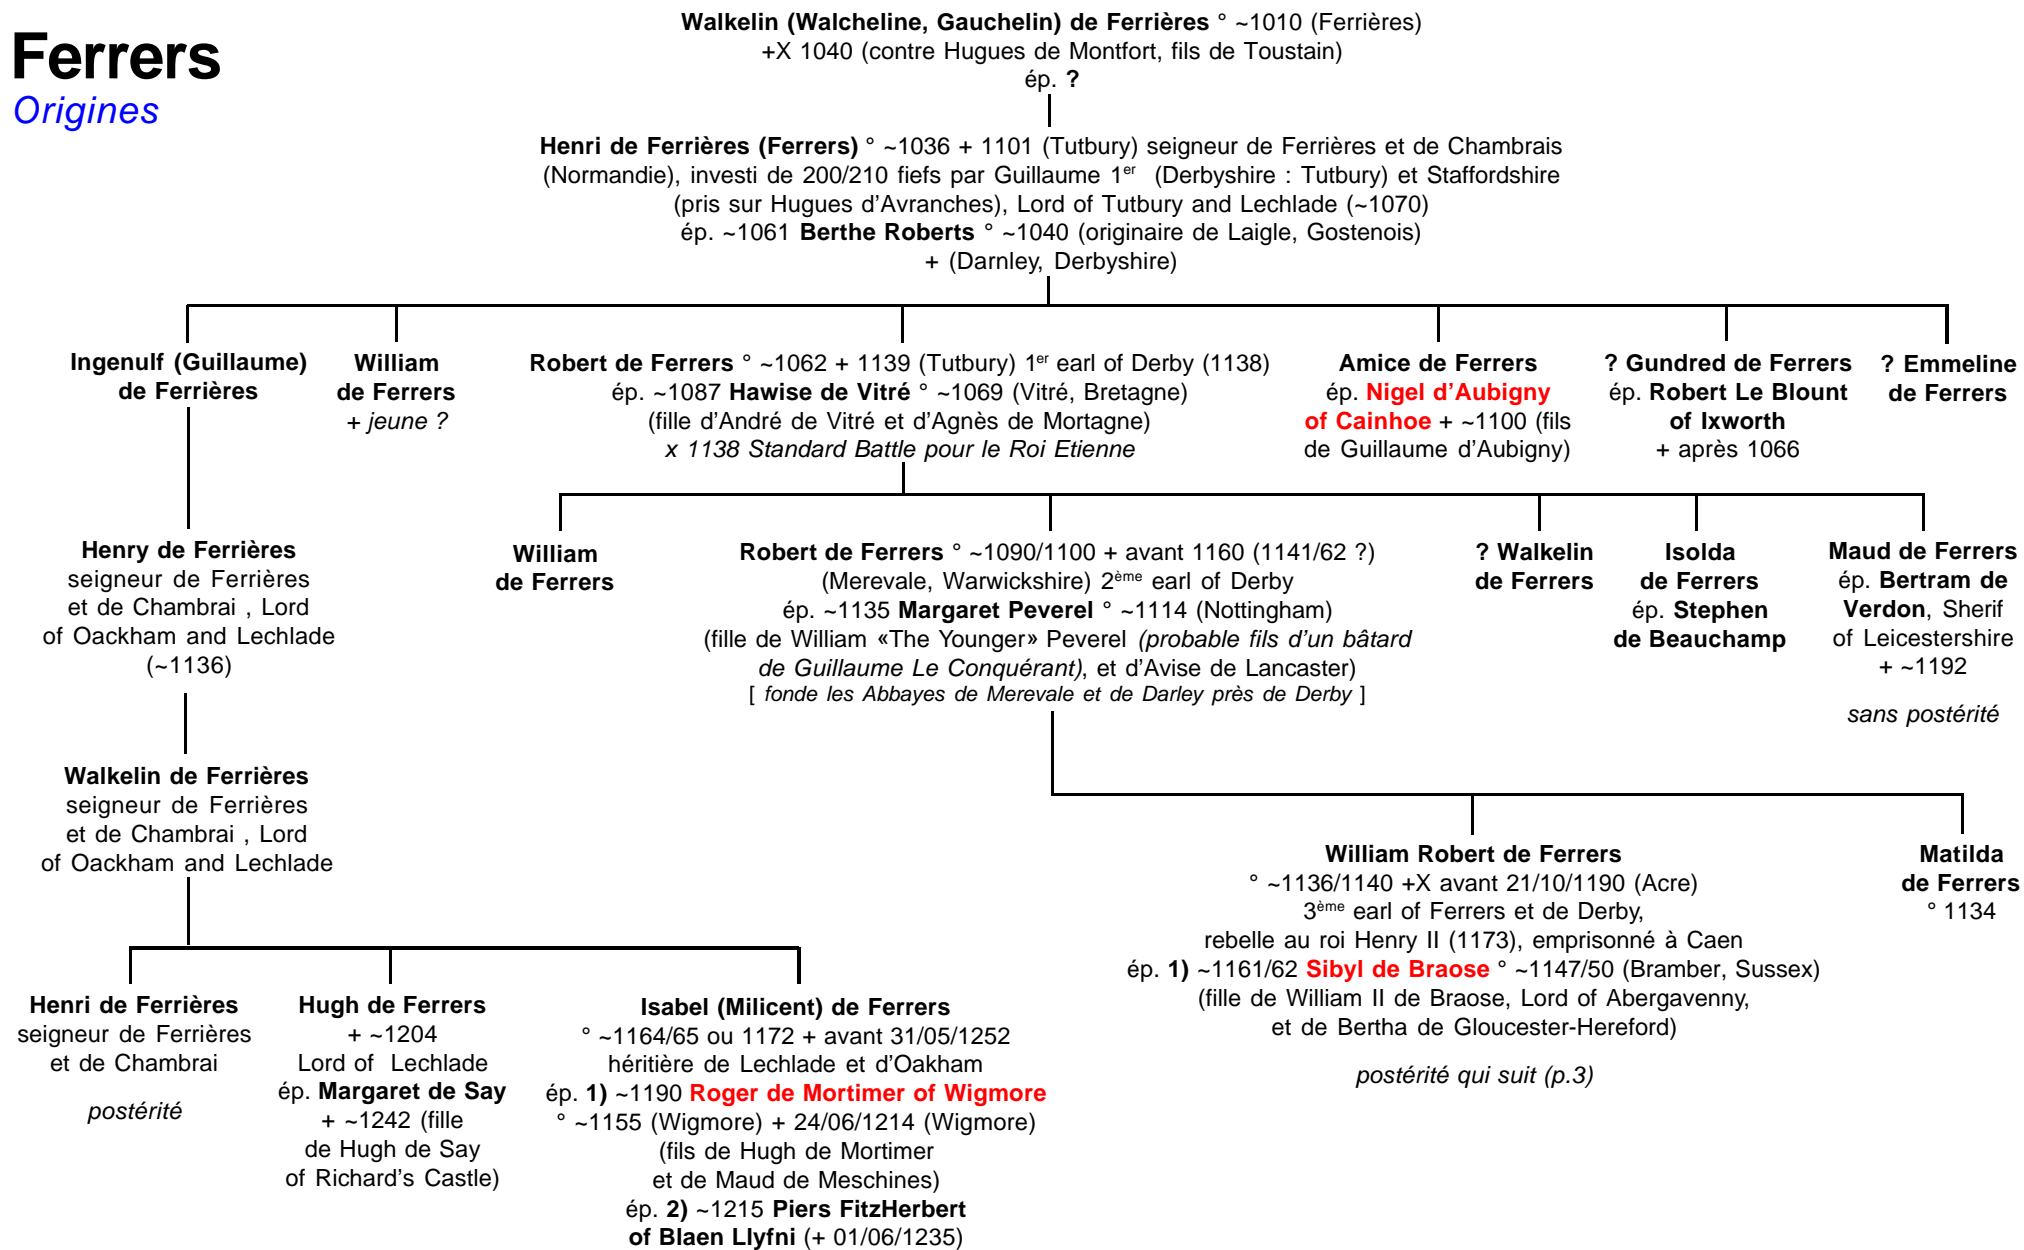 Ferrers
Origines
Walkelin (Walcheline, Gauchelin) de Ferrières ° ~1010 (Ferrières)
+X 1040 (contre Hugues de Montfort, fils de Toustain)
ép. ?
Henri de Ferrières (Ferrers) ° ~1036 + 1101 (Tutbury) seigneur de Ferrières et de Chambrais
(Normandie), investi de 200/210 fiefs par Guillaume 1er (Derbyshire : Tutbury) et Staffordshire
(pris sur Hugues d'Avranches), Lord of Tutbury and Lechlade (~1070)
ép. ~1061 Berthe Roberts ° ~1040 (originaire de Laigle, Gostenois)
+ (Darnley, Derbyshire)
Ingenulf (Guillaume)
de Ferrières
William
de Ferrers
+ jeune ?
Robert de Ferrers ° ~1062 + 1139 (Tutbury) 1er earl of Derby (1138)
ép. ~1087 Hawise de Vitré ° ~1069 (Vitré, Bretagne)
(fille d'André de Vitré et d'Agnès de Mortagne)
x 1138 Standard Battle pour le Roi Etienne
Amice de Ferrers
ép. Nigel d'Aubigny
of Cainhoe + ~1100 (fils
de Guillaume d'Aubigny)
? Gundred de Ferrers
ép. Robert Le Blount
of Ixworth
+ après 1066
? Emmeline
de Ferrers
Henry de Ferrières
seigneur de Ferrières
et de Chambrai , Lord
of Oackham and Lechlade
(~1136)
William
de Ferrers
Robert de Ferrers ° ~1090/1100 + avant 1160 (1141/62 ?)
(Merevale, Warwickshire) 2ème earl of Derby
ép. ~1135 Margaret Peverel ° ~1114 (Nottingham)
(fille de William «The Younger» Peverel (probable fils d'un bâtard
de Guillaume Le Conquérant), et d'Avise de Lancaster)
[ fonde les Abbayes de Merevale et de Darley près de Derby ]
? Walkelin
de Ferrers
Isolda
de Ferrers
ép. Stephen
de Beauchamp
Maud de Ferrers
ép. Bertram de
Verdon, Sherif
of Leicestershire
+ ~1192
sans postérité
Walkelin de Ferrières
seigneur de Ferrières
et de Chambrai , Lord
of Oackham and Lechlade
William Robert de Ferrers
° ~1136/1140 +X avant 21/10/1190 (Acre)
3ème earl of Ferrers et de Derby,
rebelle au roi Henry II (1173), emprisonné à Caen
ép. 1) ~1161/62 Sibyl de Braose ° ~1147/50 (Bramber, Sussex)
(fille de William II de Braose, Lord of Abergavenny,
et de Bertha de Gloucester-Hereford)
postérité qui suit (p.3)
Matilda
de Ferrers
° 1134
Henri de Ferrières
seigneur de Ferrières
et de Chambrai
postérité
Hugh de Ferrers
+ ~1204
Lord of Lechlade
ép. Margaret de Say
+ ~1242 (fille
de Hugh de Say
of Richard's Castle)
Isabel (Milicent) de Ferrers
° ~1164/65 ou 1172 + avant 31/05/1252
héritière de Lechlade et d'Oakham
ép. 1) ~1190 Roger de Mortimer of Wigmore
° ~1155 (Wigmore) + 24/06/1214 (Wigmore)
(fils de Hugh de Mortimer
et de Maud de Meschines)
ép. 2) ~1215 Piers FitzHerbert
of Blaen Llyfni (+ 01/06/1235)